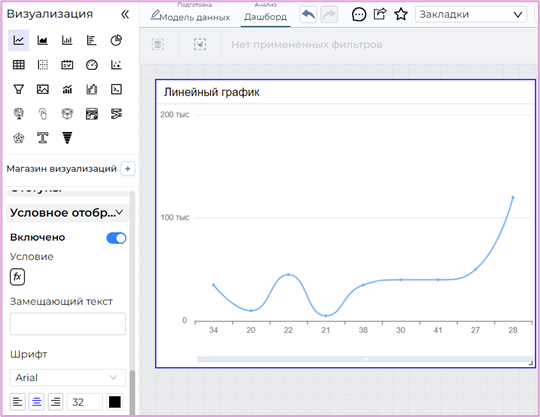 Визуализация
Подготовка
Модель данных
Анализ
Дашборд
Закладки
Нет применённых фильтров
Магазин визуализаций
Отступы
Условное отобр...
Включено
Условие
fx
Замещающий текст
Шрифт
Arial
32
Линейный график
200 тыс
100 тыс
0
34 20 22 21 38 30 41 27 28